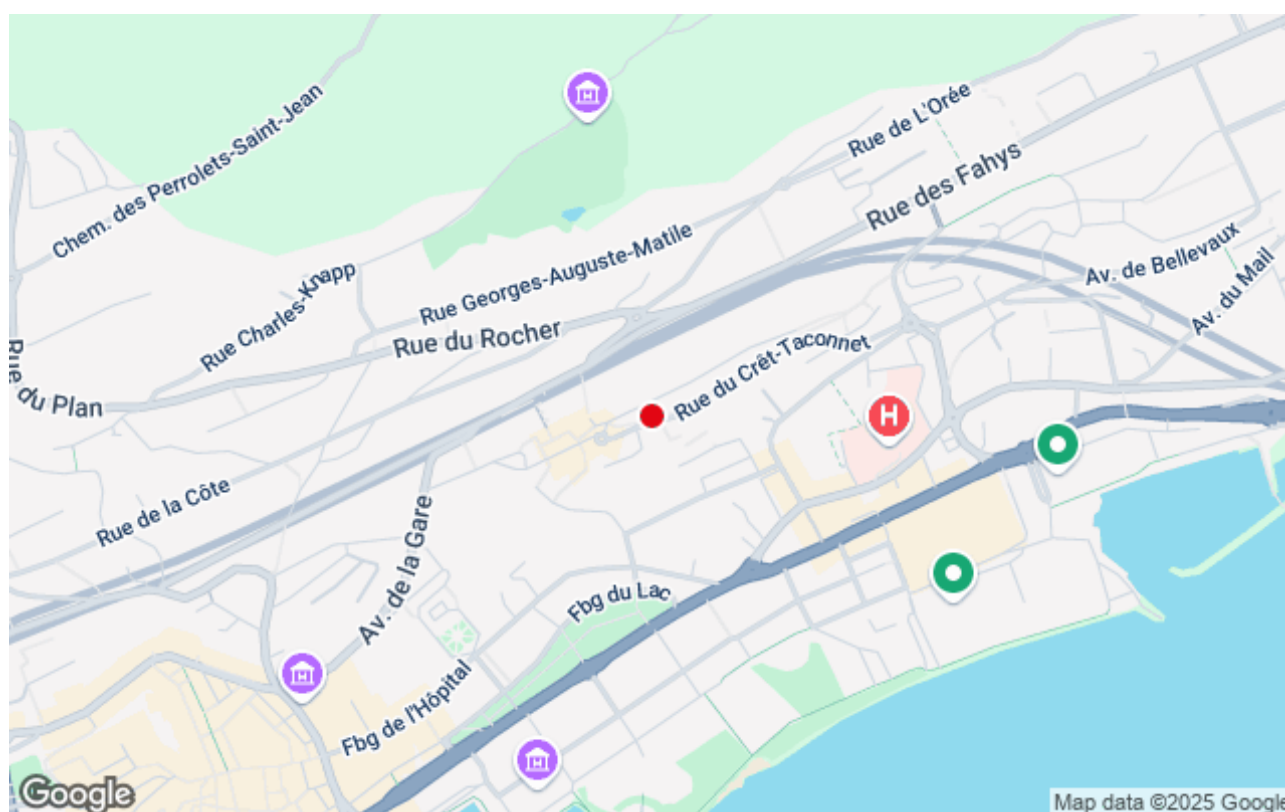 Chem. des Perrolets-Saint-Jean
Rue de L'Orée
Rue des Fahys
Rue Georges-Auguste-Matile
Rue Charles-Knapp
Av. de Bellevaux
Av. du Mail
Rue du Rocher
Rue du Plan
Rue du Crêt-Taconnet
H
Rue de la Côte
Av. de la Gare
Fbg du Lac
Fbg de l'Hôpital
Google
Map data ©2025 Google